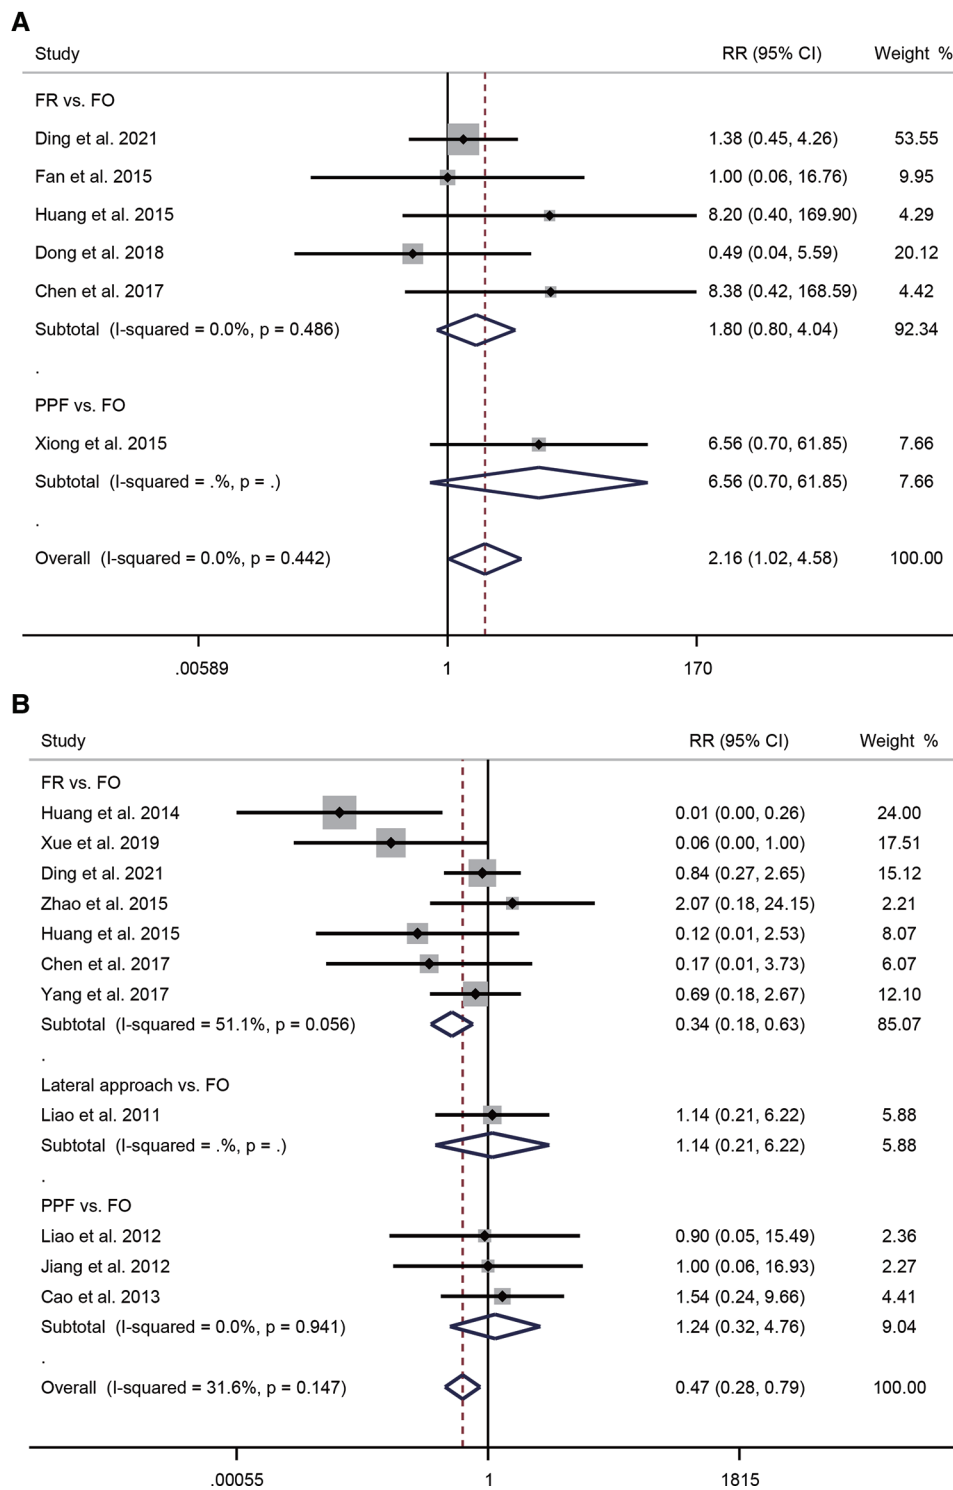 A
Study RR (95% CI) Weight %
FR vs. FO
Ding et al. 2021 1.38 (0.45, 4.26) 53.55
Fan et al. 2015 1.00 (0.06, 16.76) 9.95
Huang et al. 2015 8.20 (0.40, 169.90) 4.29
Dong et al. 2018 0.49 (0.04, 5.59) 20.12
Chen et al. 2017 8.38 (0.42, 168.59) 4.42
Subtotal (I-squared = 0.0%, p = 0.486) 1.80 (0.80, 4.04) 92.34
.
PPF vs. FO
Xiong et al. 2015 6.56 (0.70, 61.85) 7.66
Subtotal (I-squared = .%, p = .) 6.56 (0.70, 61.85) 7.66
.
Overall (I-squared = 0.0%, p = 0.442) 2.16 (1.02, 4.58) 100.00
.00589 1 170
B
Study RR (95% CI) Weight %
FR vs. FO
Huang et al. 2014 0.01 (0.00, 0.26) 24.00
Xue et al. 2019 0.06 (0.00, 1.00) 17.51
Ding et al. 2021 0.84 (0.27, 2.65) 15.12
Zhao et al. 2015 2.07 (0.18, 24.15) 2.21
Huang et al. 2015 0.12 (0.01, 2.53) 8.07
Chen et al. 2017 0.17 (0.01, 3.73) 6.07
Yang et al. 2017 0.69 (0.18, 2.67) 12.10
Subtotal (I-squared = 51.1%, p = 0.056) 0.34 (0.18, 0.63) 85.07
.
Lateral approach vs. FO
Liao et al. 2011 1.14 (0.21, 6.22) 5.88
Subtotal (I-squared = .%, p = .) 1.14 (0.21, 6.22) 5.88
.
PPF vs. FO
Liao et al. 2012 0.90 (0.05, 15.49) 2.36
Jiang et al. 2012 1.00 (0.06, 16.93) 2.27
Cao et al. 2013 1.54 (0.24, 9.66) 4.41
Subtotal (I-squared = 0.0%, p = 0.941) 1.24 (0.32, 4.76) 9.04
.
Overall (I-squared = 31.6%, p = 0.147) 0.47 (0.28, 0.79) 100.00
.00055 1 1815